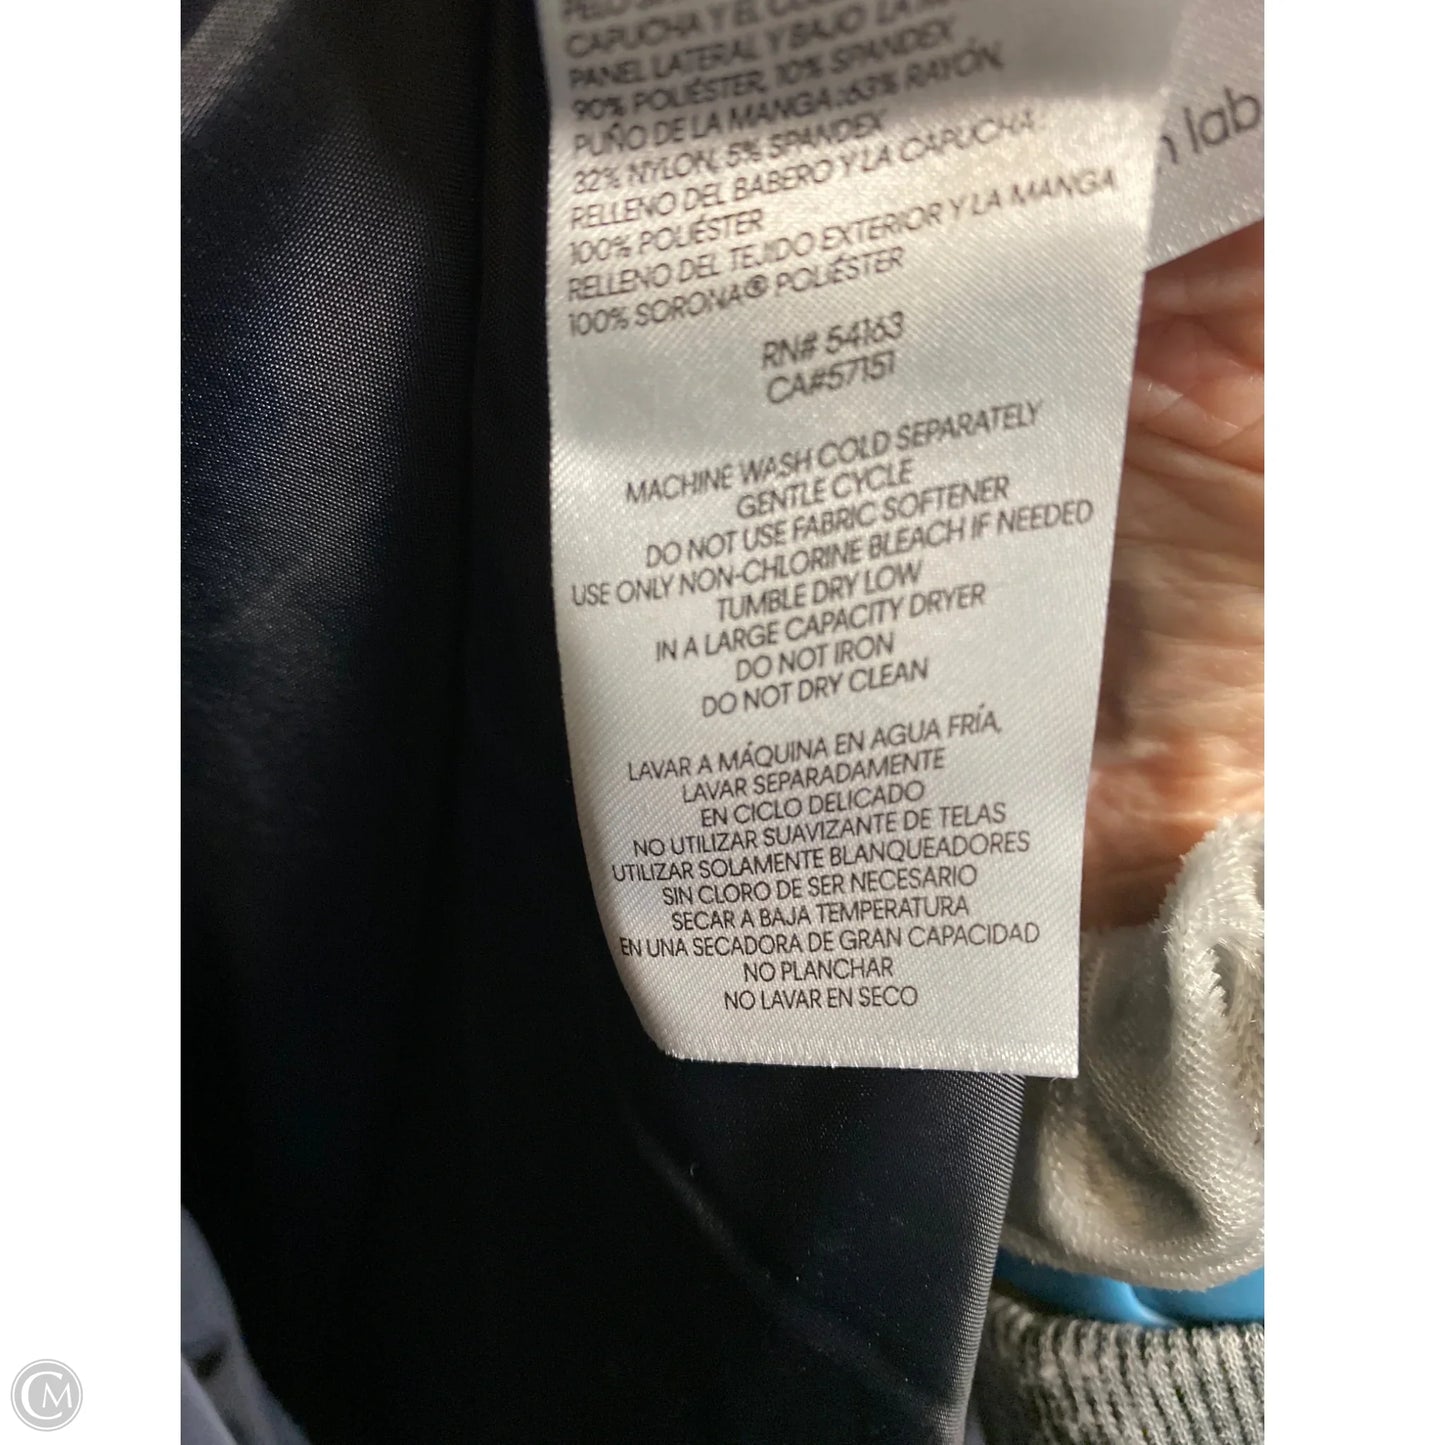 CAPUCHA Y EL
PANEL LATERAL Y BAJO LA
90% POLIÉSTER, 10% SPANDEX
PUÑO DE LA MANGA:63% RAYÓN,
32% NYLON, 5% SPANDEX
RELLENO DEL BABERO Y LA CAPUCHA:
100% POLIÉSTER
RELLENO DEL TEJIDO EXTERIOR Y LA MANGA
100% SORONA® POLIÉSTER
RN# 54163
CA#57151
MACHINE WASH COLD SEPARATELY
GENTLE CYCLE
DO NOT USE FABRIC SOFTENER
USE ONLY NON-CHLORINE BLEACH IF NEEDED
TUMBLE DRY LOW
IN A LARGE CAPACITY DRYER
DO NOT IRON
DO NOT DRY CLEAN
LAVAR A MÁQUINA EN AGUA FRÍA,
LAVAR SEPARADAMENTE
EN CICLO DELICADO
NO UTILIZAR SUAVIZANTE DE TELAS
UTILIZAR SOLAMENTE BLANQUEADORES
SIN CLORO DE SER NECESARIO
SECAR A BAJA TEMPERATURA
EN UNA SECADORA DE GRAN CAPACIDAD
NO PLANCHAR
NO LAVAR EN SECO
lab
CM